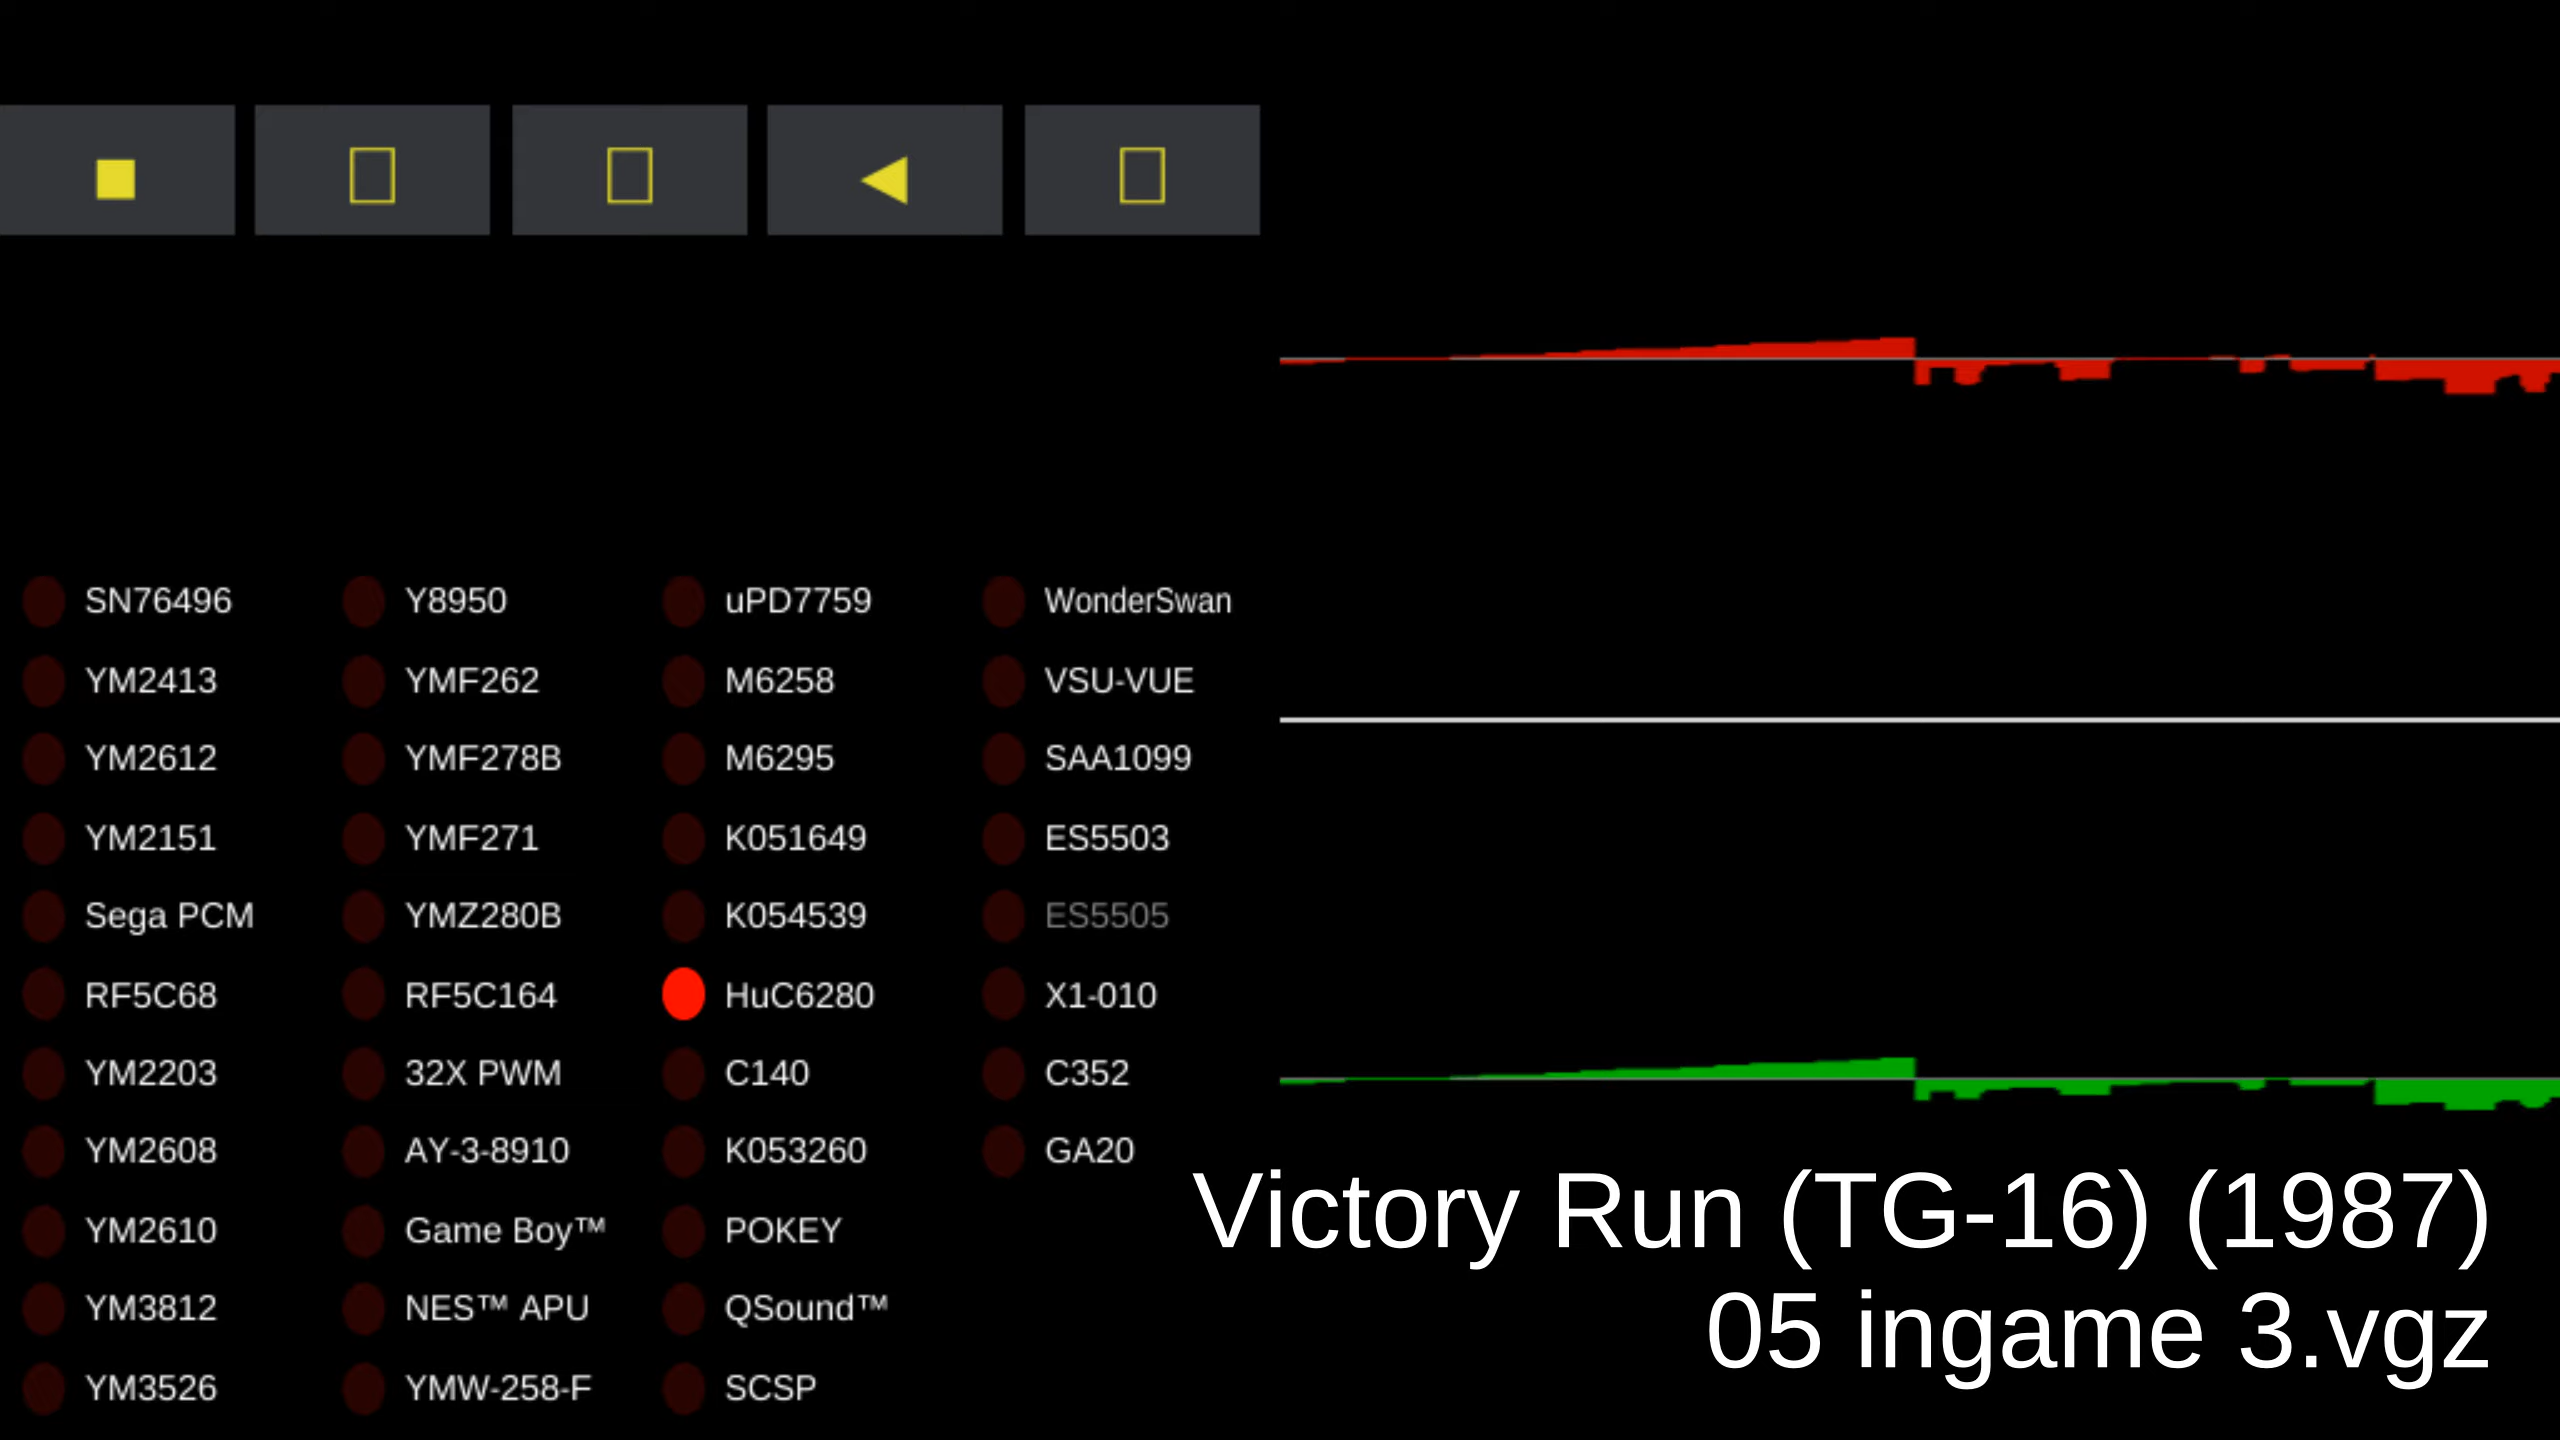 SN76496
YM2413
YM2612
YM2151
Sega PCM
RF5C68
YM2203
YM2608
YM2610
YM3812
YM3526
Y8950
YMF262
YMF278B
YMF271
YMZ280B
RF5C164
32X PWM
AY-3-8910
Game Boy™
NES™ APU
YMW-258-F
uPD7759
M6258
M6295
K051649
K054539
HuC6280
C140
K053260
POKEY
QSound™
SCSP
WonderSwan
VSU-VUE
SAA1099
ES5503
ES5505
X1-010
C352
GA20
Victory Run (TG-16) (1987)
05 ingame 3.vgz